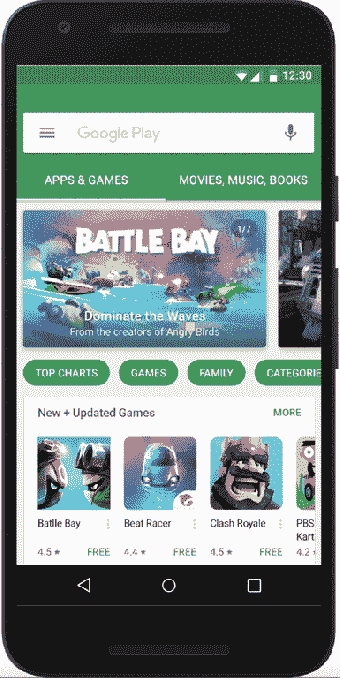 12:30
Google Play
APPS & GAMES
MOVIES, MUSIC, BOOKS
BATTLE BAY
Dominate the Waves
From the creators of Angry Birds
TOP CHARTS
GAMES
FAMILY
CATEGORIE
New + Updated Games
MORE
Battle Bay
Beat Racer
Clash Royale
PBS
Kart
4.5 ★ FREE
4.4 ★ FREE
4.5 ★ FREE
4.2 ★